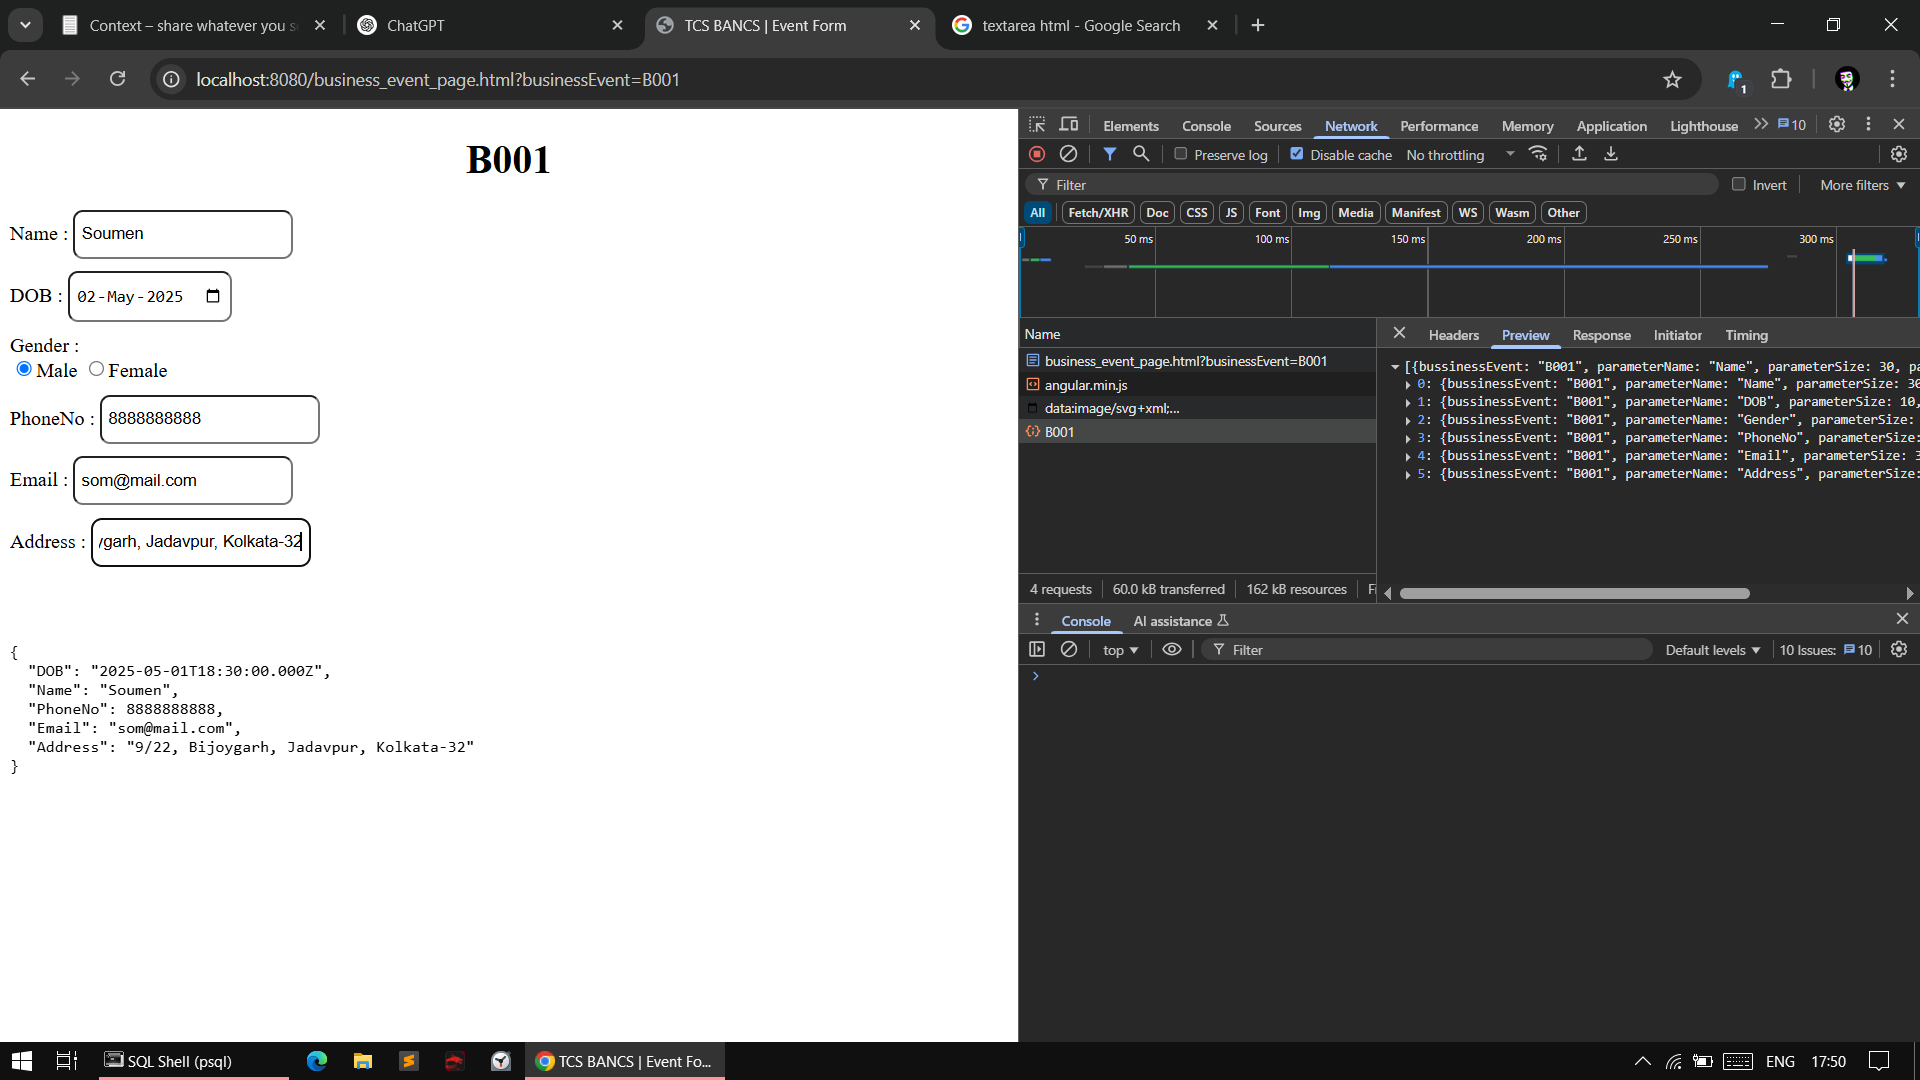 Context – share whatever you s
ChatGPT
TCS BANCS | Event Form
textarea html - Google Search
localhost:8080/business_event_page.html?businessEvent=B001
1
B001
Name : Soumen
DOB : 02-May-2025
Gender :
Male Female
PhoneNo : 8888888888
Email : som@mail.com
Address : ygarh, Jadavpur, Kolkata-32
{
"DOB": "2025-05-01T18:30:00.000Z",
"Name": "Soumen",
"PhoneNo": 8888888888,
"Email": "som@mail.com",
"Address": "9/22, Bijoygarh, Jadavpur, Kolkata-32"
}
Elements Console Sources Network Performance Memory Application Lighthouse 10
Preserve log Disable cache No throttling
Filter Invert More filters
All Fetch/XHR Doc CSS JS Font Img Media Manifest WS Wasm Other
50 ms 100 ms 150 ms 200 ms 250 ms 300 ms
Name
business_event_page.html?businessEvent=B001
angular.min.js
data:image/svg+xml;...
B001
4 requests 60.0 kB transferred 162 kB resources Fi
Headers Preview Response Initiator Timing
[{bussinessEvent: "B001", parameterName: "Name", parameterSize: 30, pa
0: {bussinessEvent: "B001", parameterName: "Name", parameterSize: 30
1: {bussinessEvent: "B001", parameterName: "DOB", parameterSize: 10,
2: {bussinessEvent: "B001", parameterName: "Gender", parameterSize:
3: {bussinessEvent: "B001", parameterName: "PhoneNo", parameterSize:
4: {bussinessEvent: "B001", parameterName: "Email", parameterSize: 3
5: {bussinessEvent: "B001", parameterName: "Address", parameterSize:
Console AI assistance
top Filter Default levels 10 Issues: 10
SQL Shell (psql)
TCS BANCS | Event Fo...
ENG 17:50